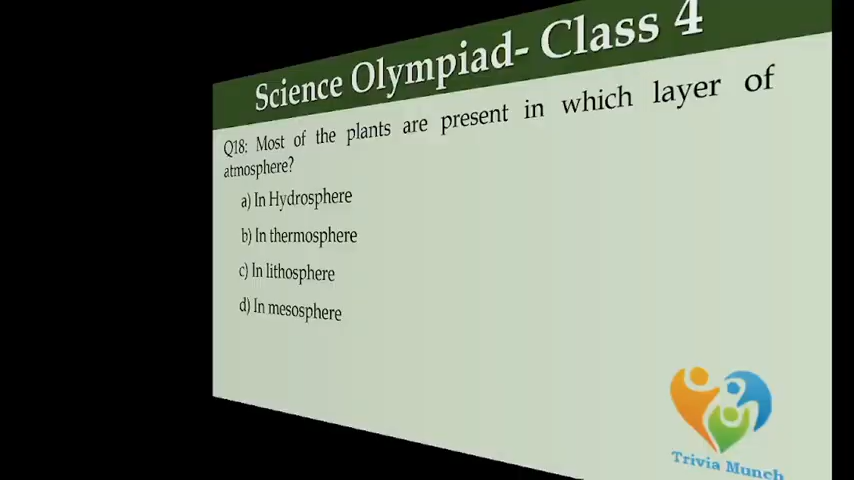 Science Olympiad- Class 4
Q18: Most of the plants are present in which layer of
atmosphere?
a) In Hydrosphere
b) In thermosphere
c) In lithosphere
d) In mesosphere
Trivia Munch